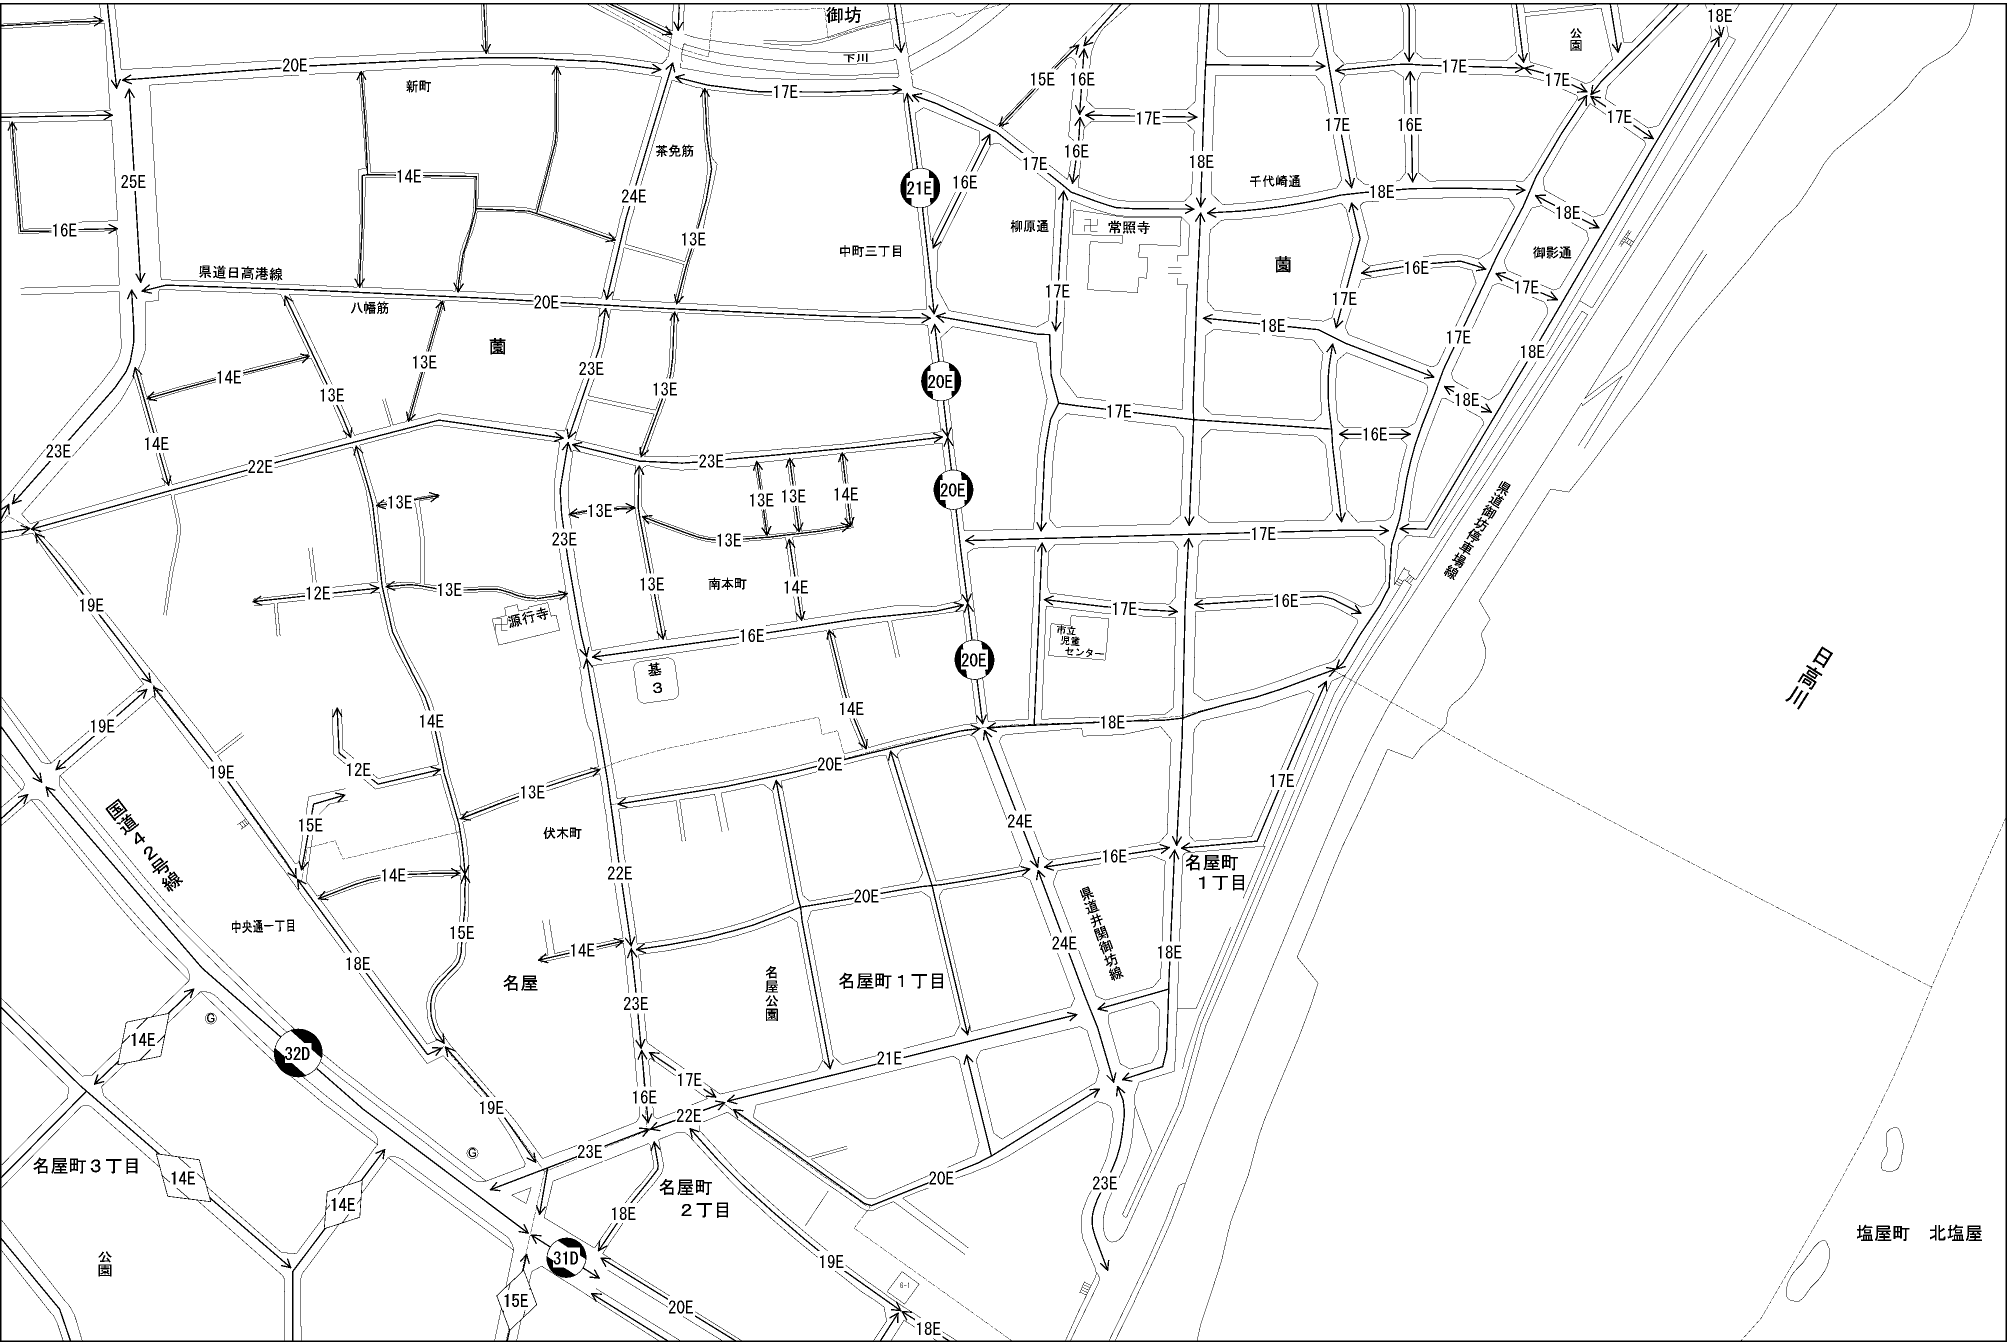 18E
御坊
公園
下川
20E
17E
17E
15E
16E
新町
17E
17E
17E
16E
17E
16E
茶免筋
16E
17E
18E
14E
25E
16E
21E
千代崎通
18E
24E
18E
16E
13E
柳原通
常照寺
中町三丁目
御影通
薗
16E
県道日高港線
17E
17E
17E
20E
八幡筋
18E
17E
薗
18E
13E
23E
14E
20E
13E
13E
18E
17E
14E
16E
23E
22E
23E
20E
13E
13E
14E
県道御坊停車場線
13E
13E
23E
13E
17E
13E
南本町
14E
12E
13E
16E
19E
17E
源行寺
市立
児童
センター
16E
基
3
20E
日高川
14E
14E
18E
19E
12E
19E
20E
17E
13E
国道42号線
15E
24E
伏木町
16E
名屋町
1丁目
22E
14E
20E
県道井関御坊線
中央通一丁目
15E
24E
14E
18E
18E
名屋
名屋公園
名屋町1丁目
23E
G
14E
32D
21E
17E
16E
19E
22E
G
23E
名屋町3丁目
14E
20E
名屋町
2丁目
23E
14E
18E
塩屋町 北塩屋
公園
31D
19E
6-1
15E
20E
18E